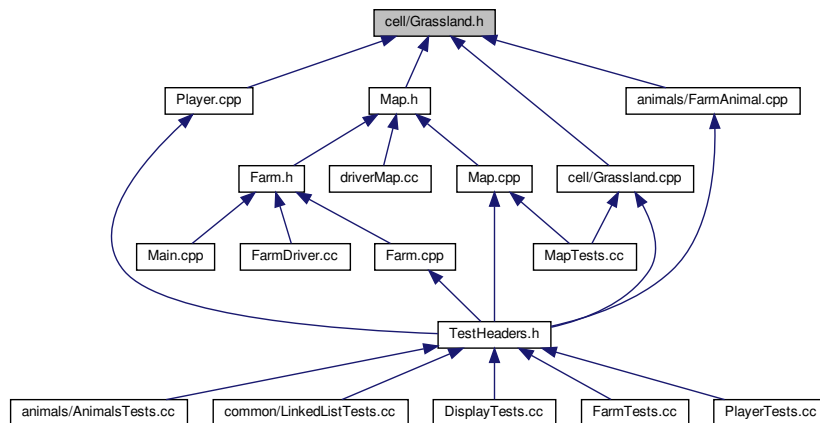 cell/Grassland.h
Player.cpp
Map.h
animals/FarmAnimal.cpp
Farm.h
driverMap.cc
Map.cpp
cell/Grassland.cpp
Main.cpp
FarmDriver.cc
Farm.cpp
MapTests.cc
TestHeaders.h
animals/AnimalsTests.cc
common/LinkedListTests.cc
DisplayTests.cc
FarmTests.cc
PlayerTests.cc